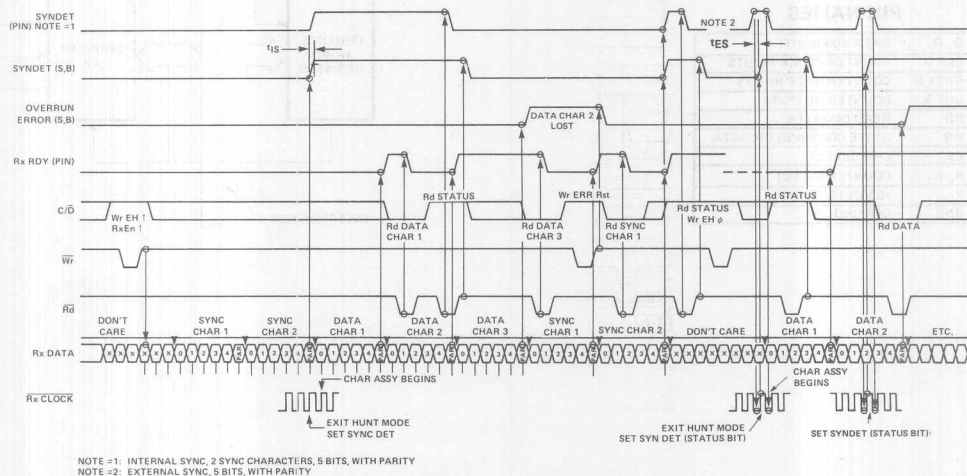 SYNDET
(PIN) NOTE =1
tIS
NOTE 2
tES
SYNDET (S,B)
OVERRUN
ERROR (S,B)
DATA CHAR 2
LOST
Rx RDY (PIN)
C/D̅
Wr EH ↑
RxEn ↑
Rd DATA
CHAR 1
Rd STATUS
Rd DATA
CHAR 3
Wr ERR Rst
Rd SYNC
CHAR 1
Rd STATUS
Wr EH φ
Rd STATUS
Rd DATA
W̅r̅
R̅d̅
DON'T
CARE
SYNC
CHAR 1
SYNC
CHAR 2
DATA
CHAR 1
DATA
CHAR 2
DATA
CHAR 3
SYNC
CHAR 1
SYNC CHAR 2
DON'T CARE
DATA
CHAR 1
DATA
CHAR 2
ETC.
Rx DATA
R̅x̅ ̅C̅L̅O̅C̅K̅
CHAR ASSY BEGINS
EXIT HUNT MODE
SET SYNC DET
CHAR ASSY
BEGINS
EXIT HUNT MODE
SET SYN DET (STATUS BIT)
SET SYNDET (STATUS BIT)
NOTE =1: INTERNAL SYNC, 2 SYNC CHARACTERS, 5 BITS, WITH PARITY
NOTE =2: EXTERNAL SYNC, 5 BITS, WITH PARITY